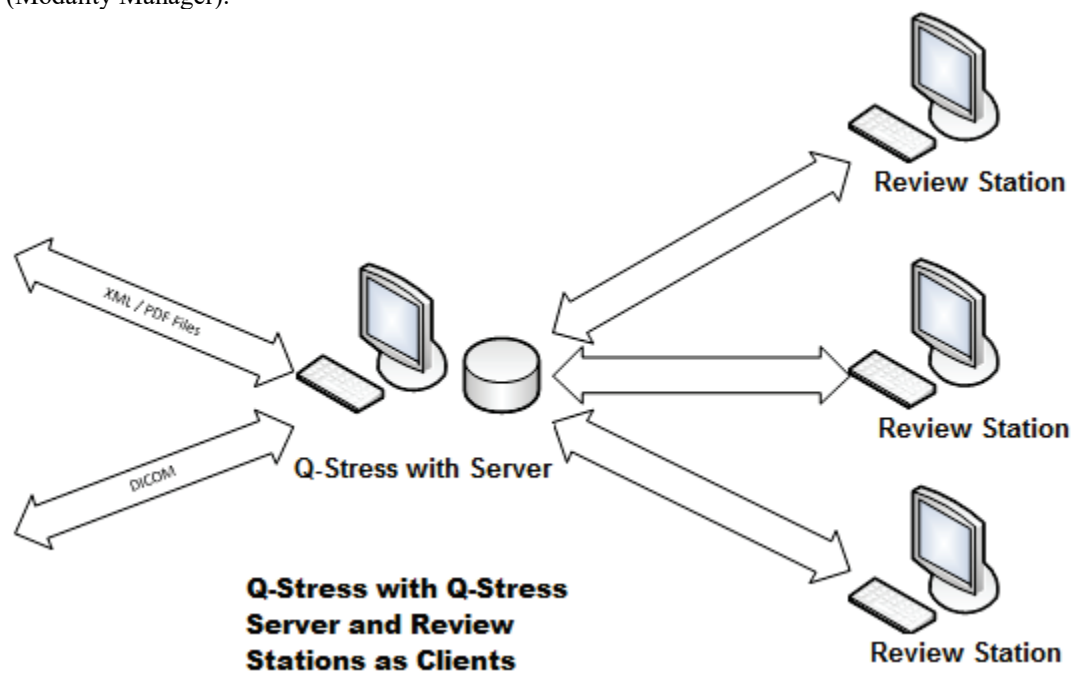 (Modality Manager).
Review Station
XML / PDF Files
Review Station
Q-Stress with Server
DICOM
Q-Stress with Q-Stress
Server and Review
Stations as Clients
Review Station